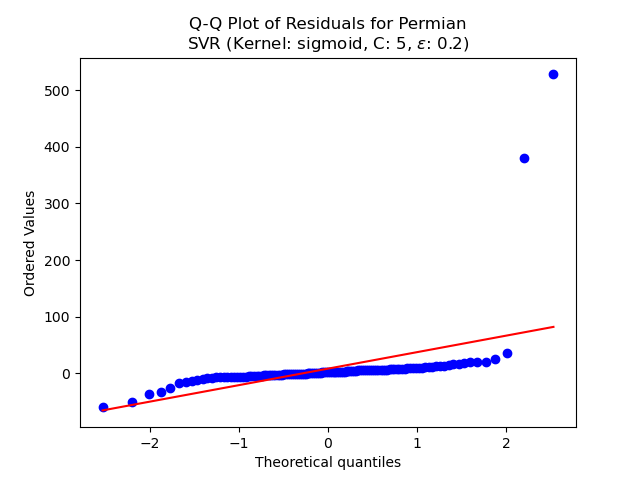 Q-Q Plot of Residuals for Permian
SVR (Kernel: sigmoid, C: 5, ε: 0.2)
500
400
300
200
100
0
Ordered Values
−2
−1
0
1
2
Theoretical quantiles